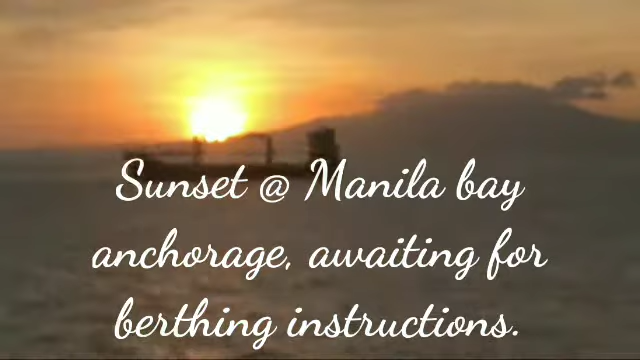 Sunset @ Manila bay
anchorage, awaiting for
berthing instructions.